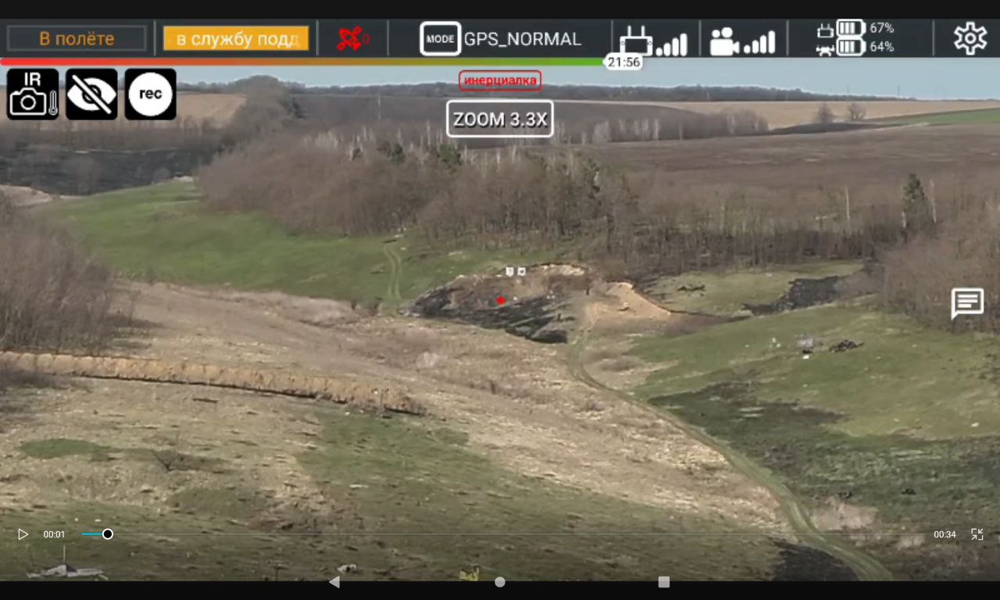 В полёте
в службу подд
0
MODE
GPS_NORMAL
67%
64%
21:56
IR
rec
инерциалка
ZOOM 3.3X
00:01
00:34